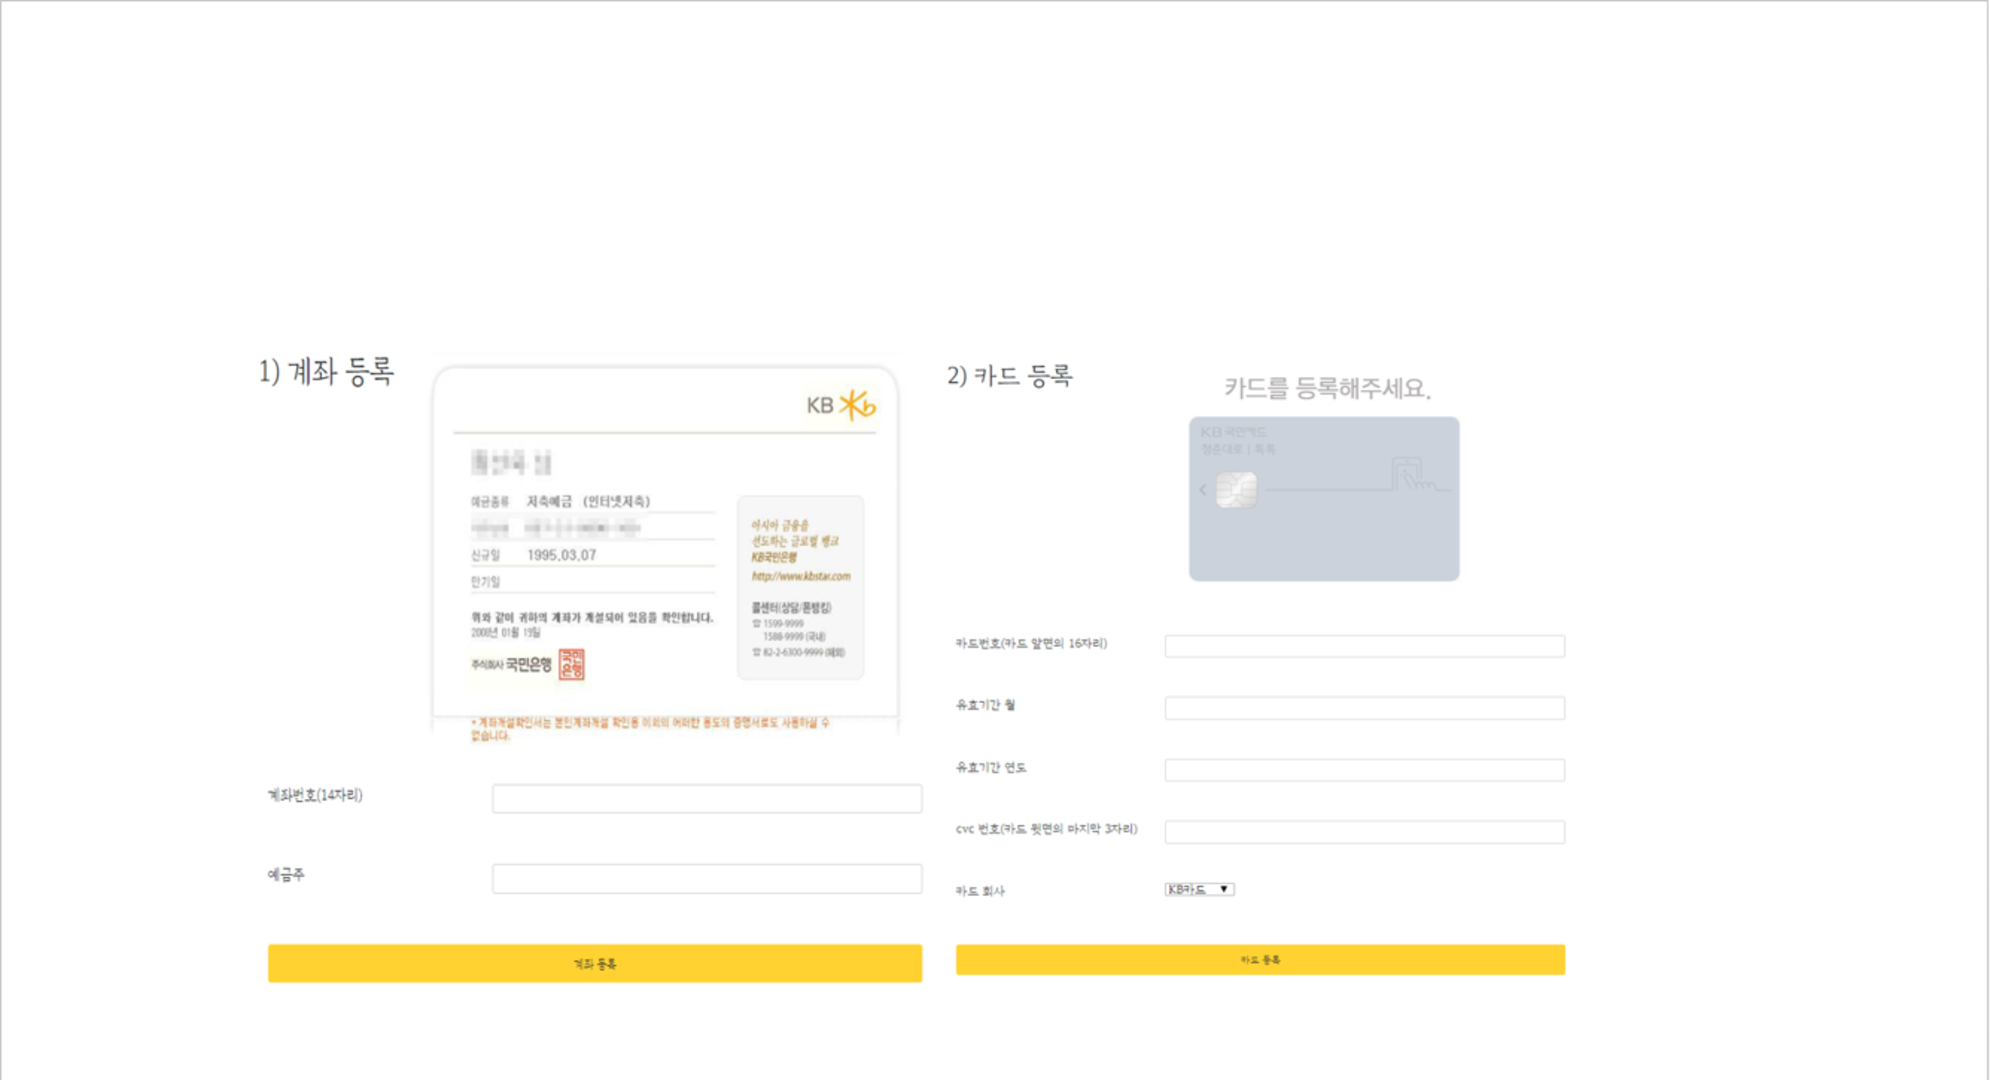 1) 계좌 등록
KB
예금종류 저축예금 (인터넷저축)
신규일 1995.03.07
만기일
위와 같이 귀하의 계좌가 개설되어 있음을 확인합니다.
2008년 01월 19일
주식회사 국민은행
국민
은행
아시아 금융을
선도하는 글로벌 뱅크
KB국민은행
http://www.kbstar.com
콜센터(상담/폰뱅킹)
☎ 1599-9999
1588-9999 (국내)
☎ 82-2-6300-9999 (해외)
* 계좌개설확인서는 본인계좌개설 확인용 이외의 어떠한 용도의 증명서로도 사용하실 수
없습니다.
계좌번호(14자리)
예금주
계좌 등록
2) 카드 등록
카드를 등록해주세요.
KB 국민카드
청춘대로 | 톡톡
카드번호(카드 앞면의 16자리)
유효기간 월
유효기간 연도
cvc 번호(카드 뒷면의 마지막 3자리)
카드 회사
KB카드 ▼
카드 등록